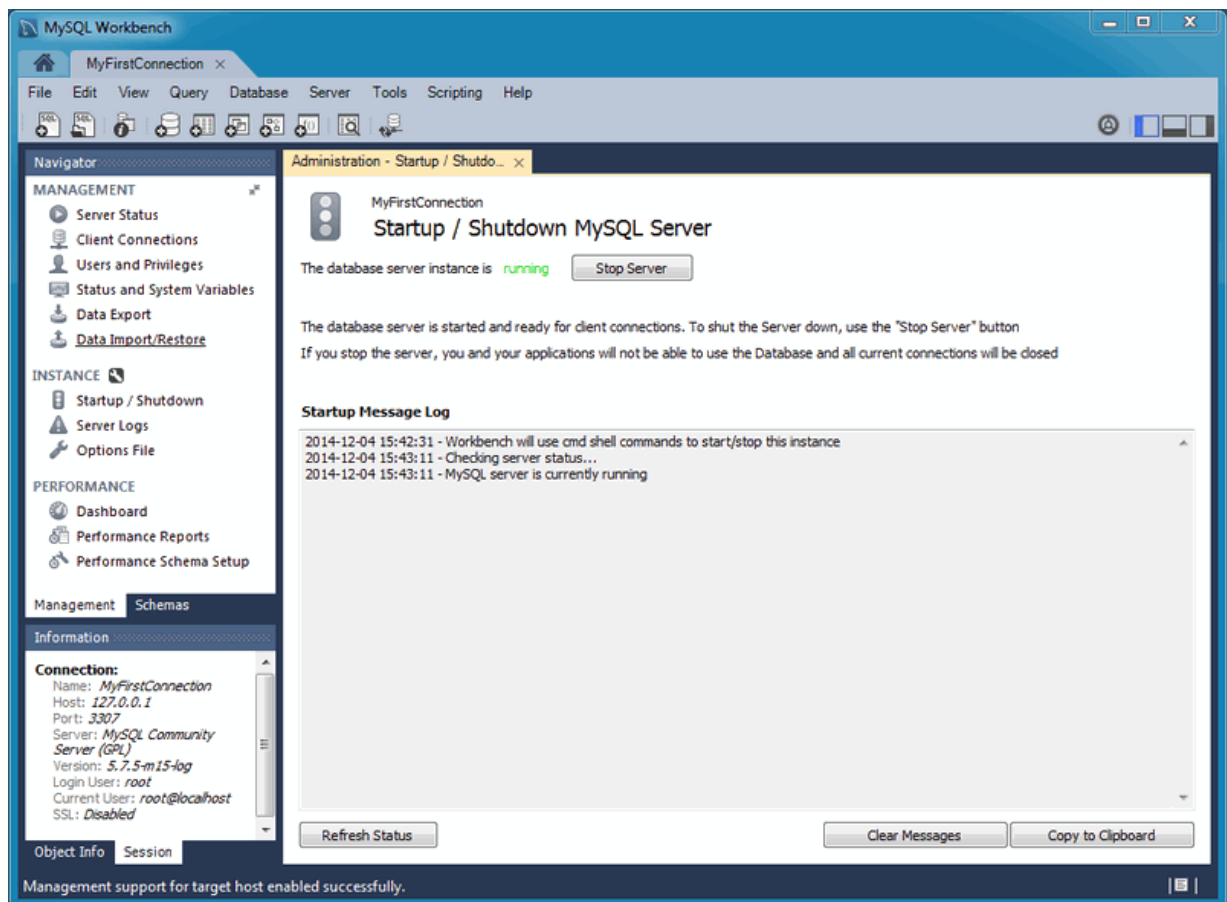 MySQL Workbench
MyFirstConnection
File Edit View Query Database Server Tools Scripting Help
Navigator
MANAGEMENT
Server Status
Client Connections
Users and Privileges
Status and System Variables
Data Export
Data Import/Restore
INSTANCE
Startup / Shutdown
Server Logs
Options File
PERFORMANCE
Dashboard
Performance Reports
Performance Schema Setup
Management Schemas
Information
Connection:
Name: MyFirstConnection
Host: 127.0.0.1
Port: 3307
Server: MySQL Community
Server (GPL)
Version: 5.7.5-m15-log
Login User: root
Current User: root@localhost
SSL: Disabled
Object Info Session
Administration - Startup / Shutdo...
MyFirstConnection
Startup / Shutdown MySQL Server
The database server instance is running Stop Server
The database server is started and ready for client connections. To shut the Server down, use the "Stop Server" button
If you stop the server, you and your applications will not be able to use the Database and all current connections will be closed
Startup Message Log
2014-12-04 15:42:31 - Workbench will use cmd shell commands to start/stop this instance
2014-12-04 15:43:11 - Checking server status...
2014-12-04 15:43:11 - MySQL server is currently running
Refresh Status Clear Messages Copy to Clipboard
Management support for target host enabled successfully.